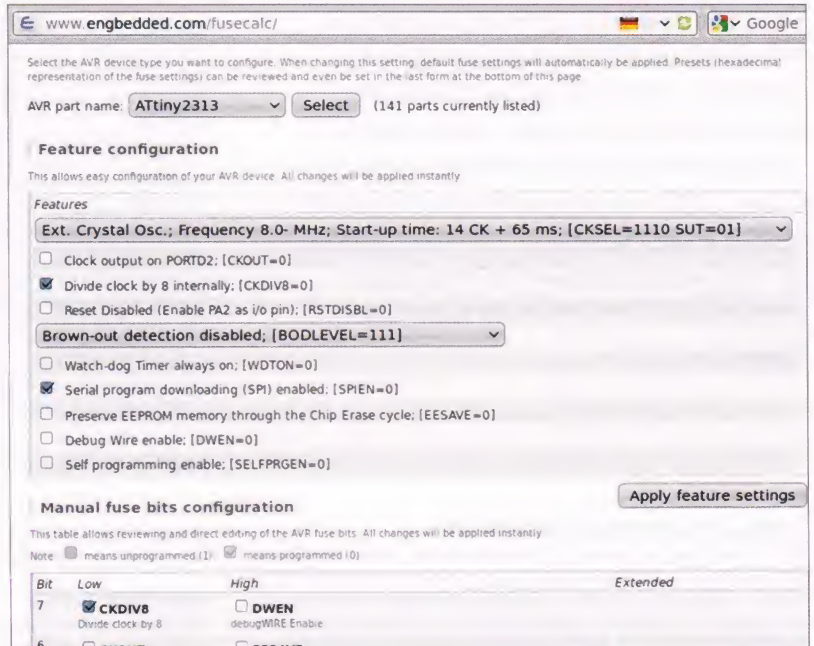 www.engbedded.com/fusecalc/ Google
Select the AVR device type you want to configure. When changing this setting, default fuse settings will automatically be applied. Presets (hexadecimal
representation of the fuse settings) can be reviewed and even be set in the last form at the bottom of this page.
AVR part name: ATtiny2313 Select (141 parts currently listed)
Feature configuration
This allows easy configuration of your AVR device. All changes will be applied instantly
Features
Ext. Crystal Osc.; Frequency 8.0- MHz; Start-up time: 14 CK + 65 ms; [CKSEL=1110 SUT=01]
Clock output on PORTD2; [CKOUT=0]
Divide clock by 8 internally; [CKDIV8=0]
Reset Disabled (Enable PA2 as i/o pin); [RSTDISBL=0]
Brown-out detection disabled; [BODLEVEL=111]
Watch-dog Timer always on; [WDTON=0]
Serial program downloading (SPI) enabled; [SPIEN=0]
Preserve EEPROM memory through the Chip Erase cycle; [EESAVE=0]
Debug Wire enable; [DWEN=0]
Self programming enable; [SELFPRGEN=0]
Apply feature settings
Manual fuse bits configuration
This table allows reviewing and direct editing of the AVR fuse bits. All changes will be applied instantly
Note means unprogrammed (1) means programmed (0)
Bit Low High Extended
7 CKDIV8 DWEN
Divide clock by 8 debugWIRE Enable
6